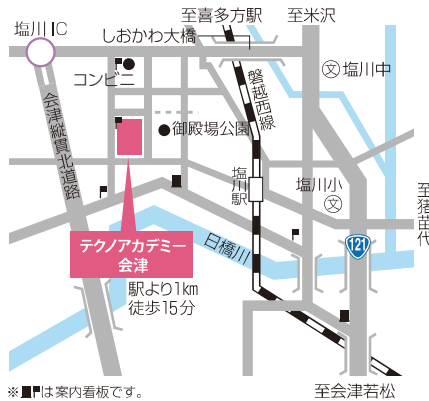 至喜多方駅
至米沢
塩川IC
しおかわ大橋
コンビニ
文 塩川中
磐越西線
会津縦貫北道路
御殿場公園
塩川駅
塩川小
文
至猪苗代
テクノアカデミー
会津
日橋川
121
駅より1km
徒歩15分
※は案内看板です。
至会津若松